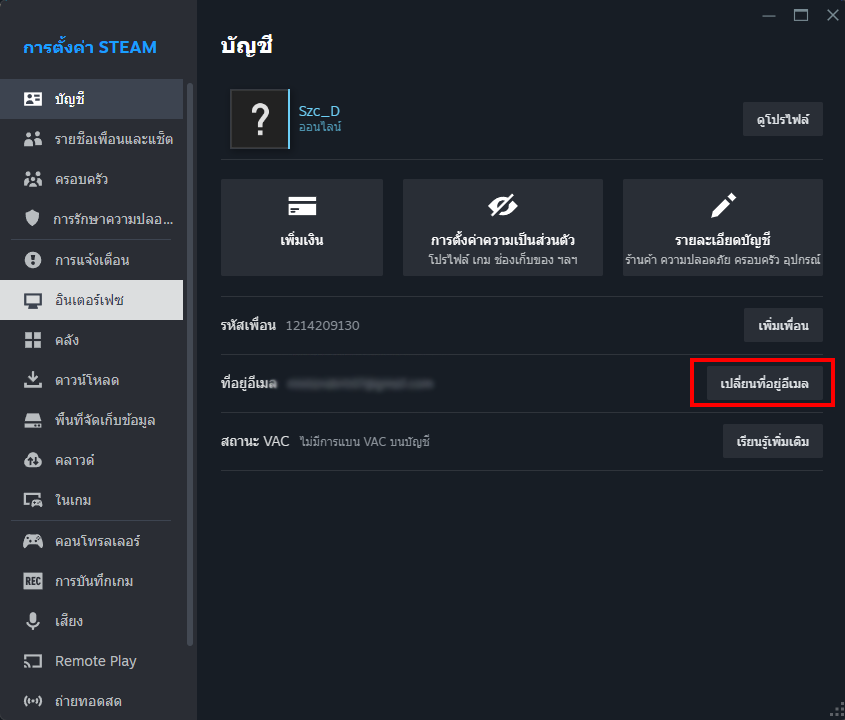 การตั้งค่า STEAM
บัญชี
รายชื่อเพื่อนและแช็ต
ครอบครัว
การรักษาความปลอ...
การแจ้งเตือน
อินเตอร์เฟซ
คลัง
ดาวน์โหลด
พื้นที่จัดเก็บข้อมูล
คลาวด์
ในเกม
คอนโทรลเลอร์
REC การบันทึกเกม
เสียง
Remote Play
ถ่ายทอดสด
บัญชี
?
Szc_D
ออนไลน์
ดูโปรไฟล์
เพิ่มเงิน
การตั้งค่าความเป็นส่วนตัว
โปรไฟล์ เกม ช่องเก็บของ ฯลฯ
รายละเอียดบัญชี
ร้านค้า ความปลอดภัย ครอบครัว อุปกรณ์
รหัสเพื่อน 1214209130 เพิ่มเพื่อน
ที่อยู่อีเมล เปลี่ยนที่อยู่อีเมล
สถานะ VAC ไม่มีการแบน VAC บนบัญชี เรียนรู้เพิ่มเติม